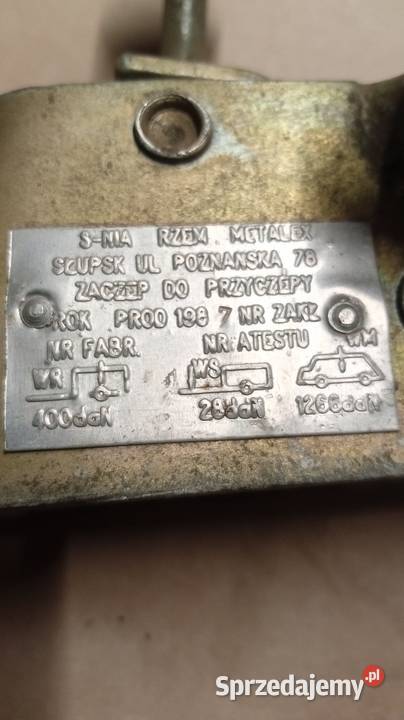 S-NIA RZEM METALEX
SŁUPSK UL POZNAŃSKA 78
ZACZEP DO PRZYCZEPY
ROK PROD 198 7 NR ZAKŁ
NR FABR. NR ATESTU
WR WS WM
400daN 28daN 1266daN
Sprzedajemy.pl